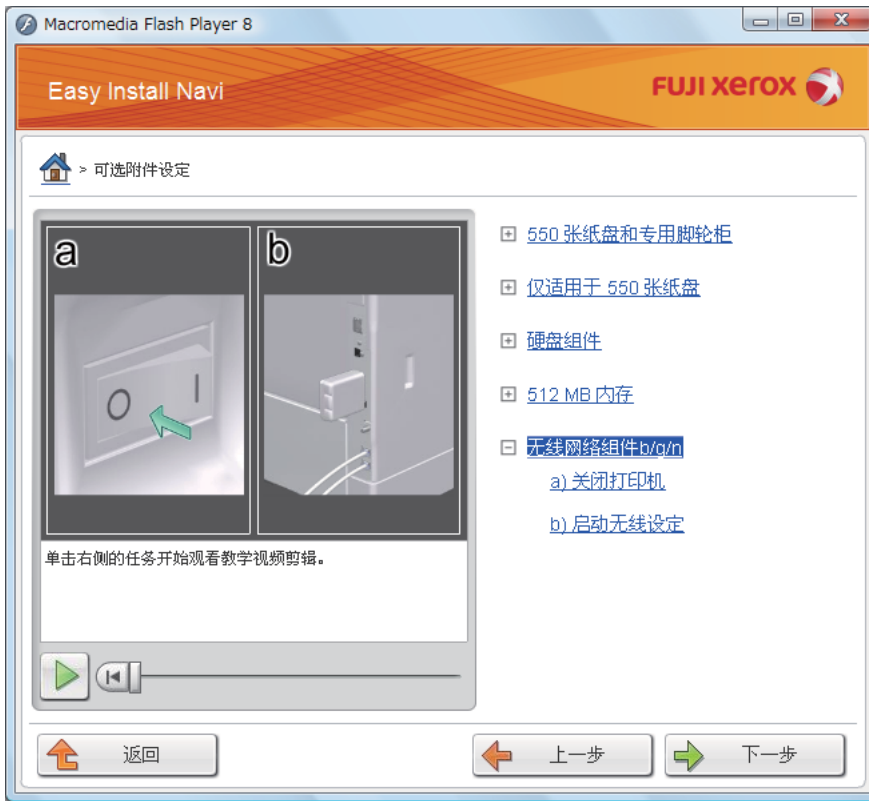 Macromedia Flash Player 8
Easy Install Navi
FUJI xerox
> 可选附件设定
a
b
O
I
单击右侧的任务开始观看教学视频剪辑。
550 张纸盘和专用脚轮柜
仅适用于 550 张纸盘
硬盘组件
512 MB 内存
无线网络组件b/g/n
a) 关闭打印机
b) 启动无线设定
返回
上一步
下一步